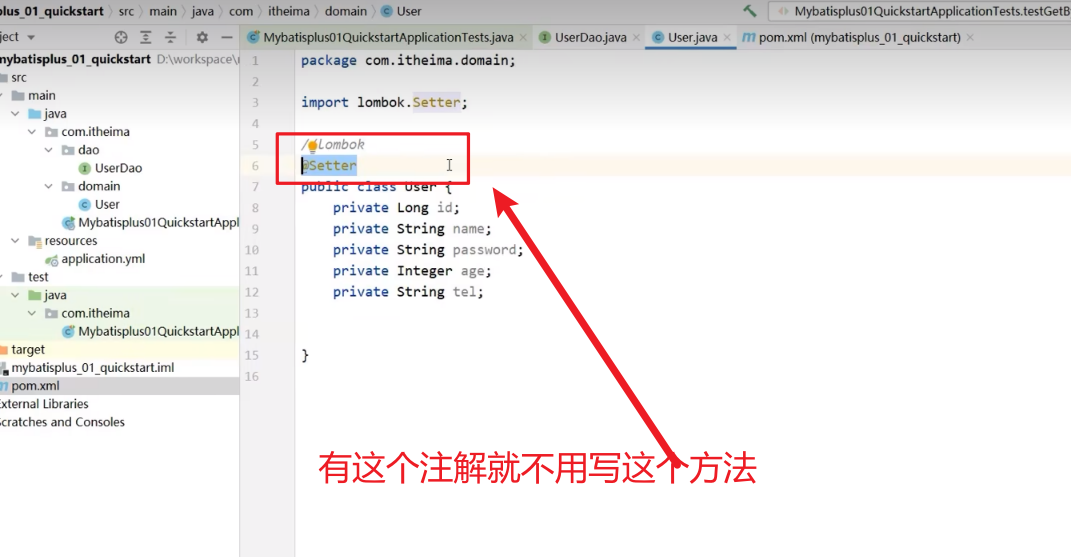 plus_01_quickstart › src › main › java › com › itheima › domain › User
Mybatisplus01QuickstartApplicationTests.testGetB
ject
Mybatisplus01QuickstartApplicationTests.java
UserDao.java
User.java
pom.xml (mybatisplus_01_quickstart)
mybatisplus_01_quickstart D:\workspace\
src
main
java
com.itheima
dao
UserDao
domain
User
Mybatisplus01QuickstartAppl
resources
application.yml
test
java
com.itheima
Mybatisplus01QuickstartAppl
target
mybatisplus_01_quickstart.iml
pom.xml
External Libraries
Scratches and Consoles
1 package com.itheima.domain;
2
3 import lombok.Setter;
4
5 /Lombok
6 @Setter
7 public class User {
8 private Long id;
9 private String name;
10 private String password;
11 private Integer age;
12 private String tel;
13
14
15 }
16
有这个注解就不用写这个方法